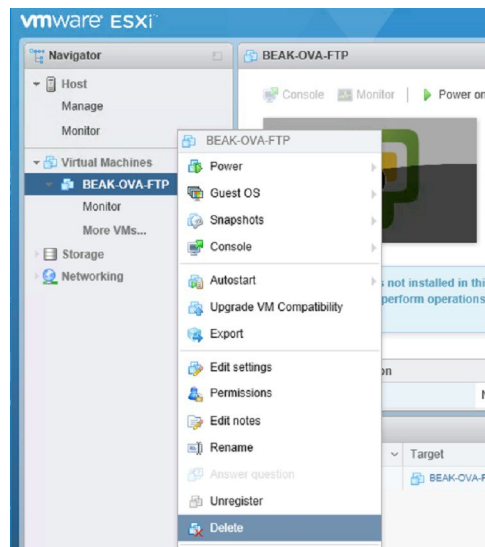 vmware ESXi
Navigator
BEAK-OVA-FTP
Host
Manage
Monitor
Virtual Machines
BEAK-OVA-FTP
Monitor
More VMs...
Storage
Networking
Console Monitor Power on
BEAK-OVA-FTP
Power
Guest OS
Snapshots
Console
Autostart
Upgrade VM Compatibility
Export
Edit settings
Permissions
Edit notes
Rename
Answer question
Unregister
Delete
not installed in thi
perform operations
Target
BEAK-OVA-F